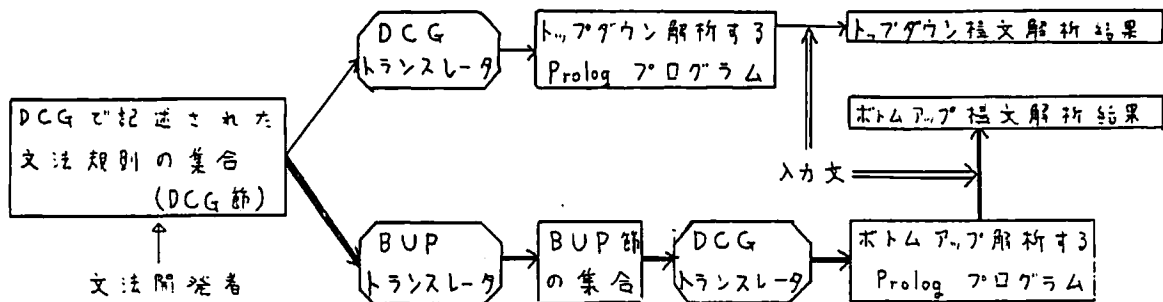 DCG
トランスレータ
トップダウン解析する
Prolog プログラム
トップダウン構文解析結果
DCGで記述された
文法規則の集合
(DCG節)
ボトムアップ構文解析結果
入力文
BUP
トランスレータ
BUP節
の集合
DCG
トランスレータ
ボトムアップ解析する
Prolog プログラム
文法開発者